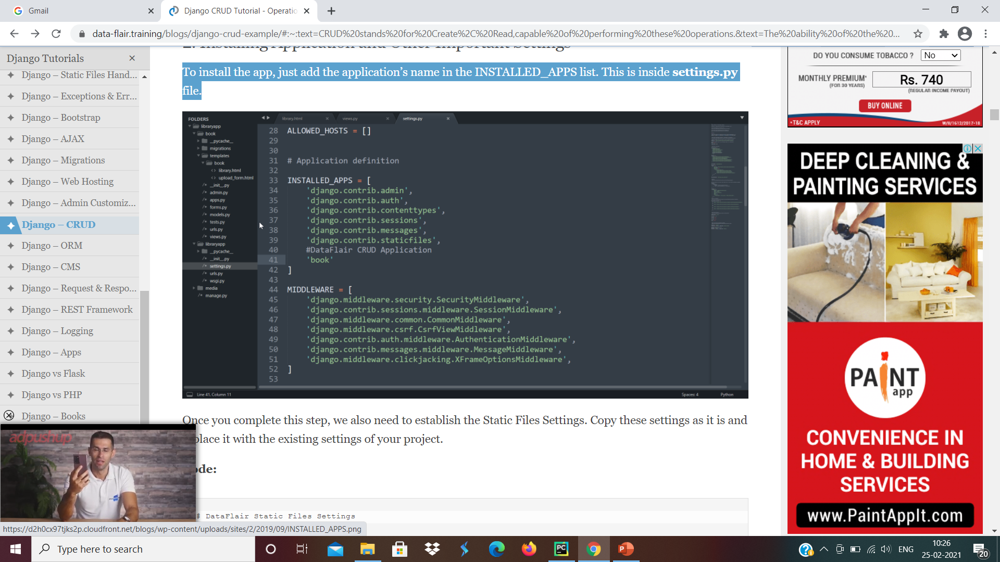 Gmail
Django CRUD Tutorial - Operatio
data-flair.training/blogs/django-crud-example/#:~:text=CRUD%20stands%20for%20Create%2C%20Read,capable%20of%20performing%20these%20operations.&text=The%20ability%20of%20the%20...
Django Tutorials
Django – Static Files Hand...
Django – Exceptions & Err...
Django – Bootstrap
Django – AJAX
Django – Migrations
Django – Web Hosting
Django – Admin Customiz...
Django – CRUD
Django – ORM
Django – CMS
Django – Request & Respo...
Django – REST Framework
Django – Logging
Django – Apps
Django vs Flask
Django vs PHP
Django – Books
adpushup
2. Installing Application and Other Important Settings
To install the app, just add the application’s name in the INSTALLED_APPS list. This is inside settings.py
file.
FOLDERS
libraryapp
book
__pycache__
migrations
templates
book
library.html
upload_form.html
__init__.py
admin.py
apps.py
forms.py
models.py
tests.py
urls.py
views.py
libraryapp
__pycache__
__init__.py
settings.py
urls.py
wsgi.py
media
manage.py
library.html
views.py
settings.py
28 ALLOWED_HOSTS = []
29
30
31 # Application definition
32
33 INSTALLED_APPS = [
34 'django.contrib.admin',
35 'django.contrib.auth',
36 'django.contrib.contenttypes',
37 'django.contrib.sessions',
38 'django.contrib.messages',
39 'django.contrib.staticfiles',
40 #DataFlair CRUD Application
41 'book'
42 ]
43
44 MIDDLEWARE = [
45 'django.middleware.security.SecurityMiddleware',
46 'django.contrib.sessions.middleware.SessionMiddleware',
47 'django.middleware.common.CommonMiddleware',
48 'django.middleware.csrf.CsrfViewMiddleware',
49 'django.contrib.auth.middleware.AuthenticationMiddleware',
50 'django.contrib.messages.middleware.MessageMiddleware',
51 'django.middleware.clickjacking.XFrameOptionsMiddleware',
52 ]
53
Line 41, Column 11
Spaces: 4
Python
Once you complete this step, we also need to establish the Static Files Settings. Copy these settings as it is and
place it with the existing settings of your project.
ode:
# DataFlair Static Files Settings
DO YOU CONSUME TOBACCO ? No
MONTHLY PREMIUM* Rs. 740
(FOR 30 YEARS)
(REGULAR INCOME PAYOUT)
BUY ONLINE
*T&C APPLY
W/II/1612/2017-18
DEEP CLEANING &
PAINTING SERVICES
PAINT
app
CONVENIENCE IN
HOME & BUILDING
SERVICES
www.PaintAppIt.com
https://d2h0cx97tjks2p.cloudfront.net/blogs/wp-content/uploads/sites/2/2019/09/INSTALLED_APPS.png
Type here to search
PC
P
ENG
10:26
25-02-2021
20